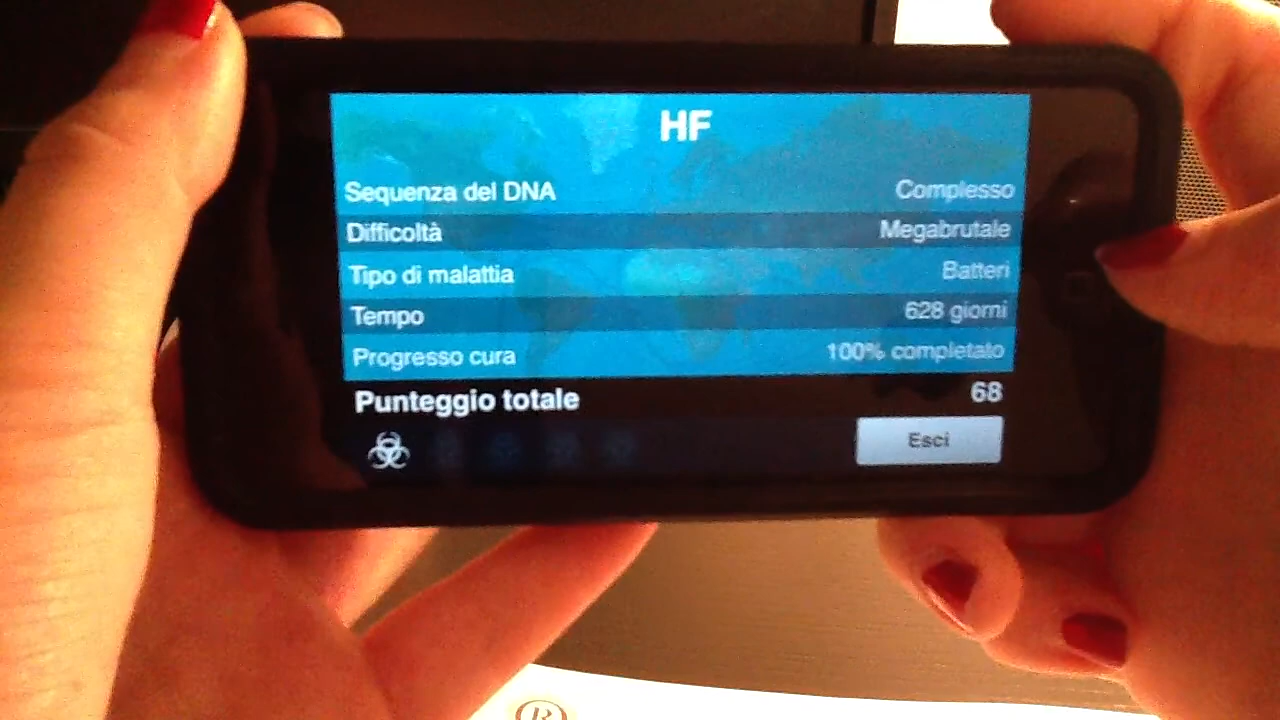 HF
Sequenza del DNA Complesso
Difficoltà Megabrutale
Tipo di malattia Batteri
Tempo 628 giorni
Progresso cura 100% completato
Punteggio totale 68
Esci
®